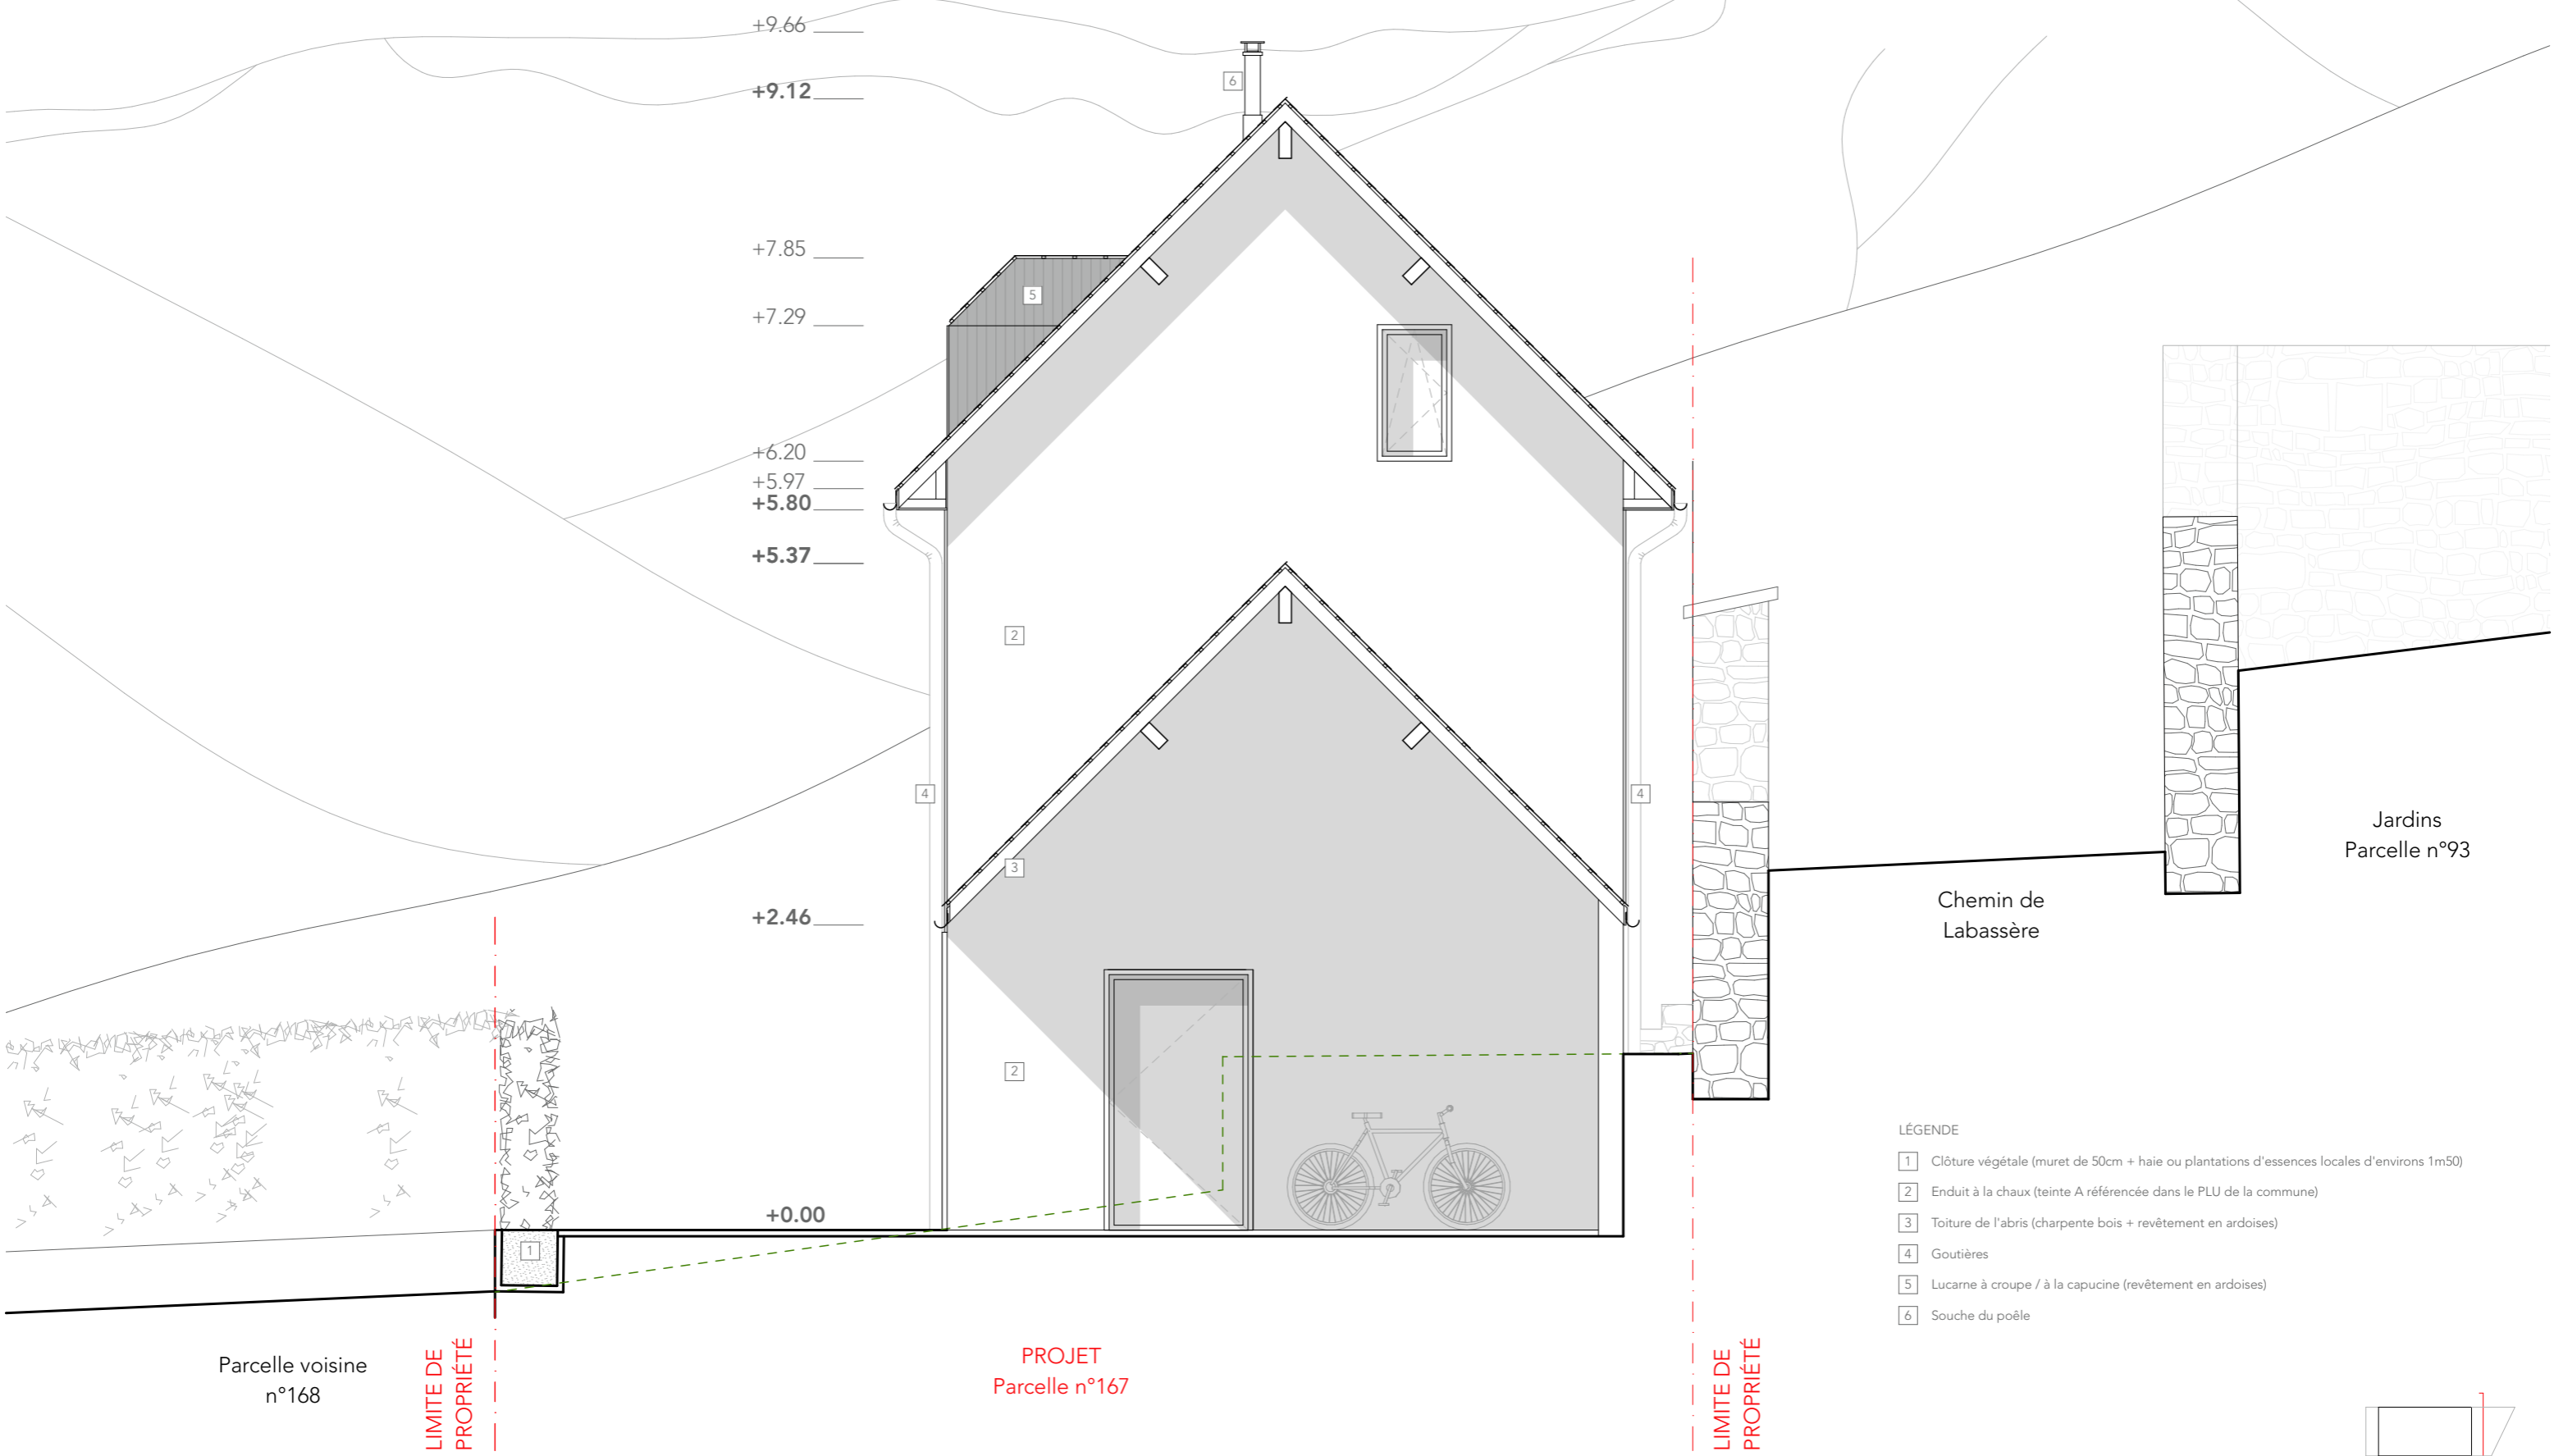 +9.66
6
+9.12
+7.85
5
+7.29
+6.20
+5.97
+5.80
+5.37
2
4
4
3
+2.46
2
+0.00
1
Jardins
Parcelle n°93
Chemin de
Labassère
LÉGENDE
1 Clôture végétale (muret de 50cm + haie ou plantations d'essences locales d'environs 1m50)
2 Enduit à la chaux (teinte A référencée dans le PLU de la commune)
3 Toiture de l'abris (charpente bois + revêtement en ardoises)
4 Goutières
5 Lucarne à croupe / à la capucine (revêtement en ardoises)
6 Souche du poêle
Parcelle voisine
n°168
LIMITE DE
PROPRIÉTÉ
PROJET
Parcelle n°167
LIMITE DE
PROPRIÉTÉ